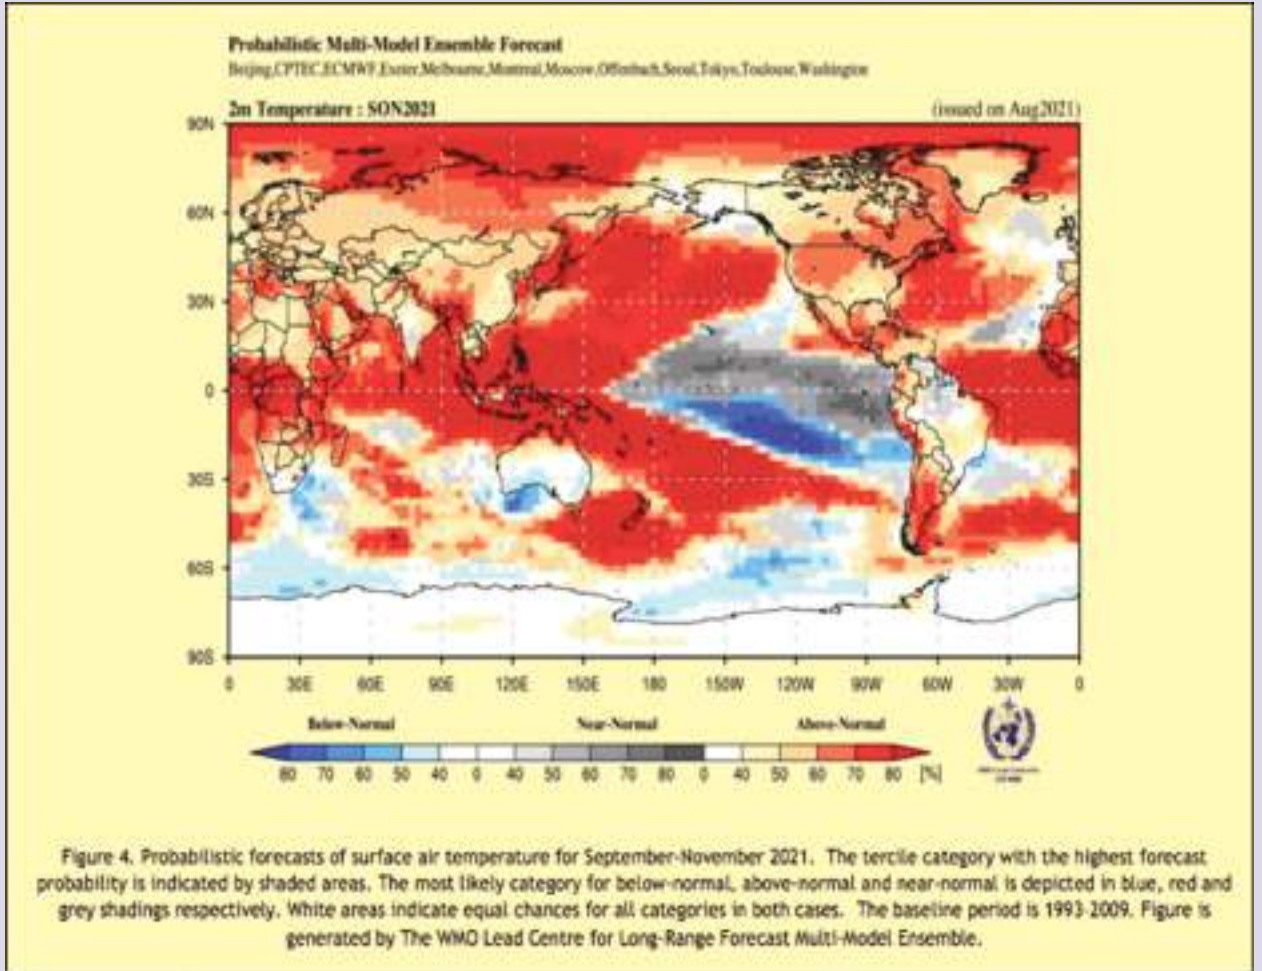 Probabilistic Multi-Model Ensemble Forecast
Beijing,CPTEC,ECMWF,Exeter,Melbourne,Montreal,Moscow,Offenbach,Seoul,Tokyo,Toulouse,Washington
2m Temperature : SON2021 (issued on Aug2021)
90N
60N
30N
0
30S
60S
90S
0 30E 60E 90E 120E 150E 180 150W 120W 90W 60W 30W 0
Below-Normal Near-Normal Above-Normal
80 70 60 50 40 0 40 50 60 70 80 0 40 50 60 70 80 [%]
Figure 4. Probabilistic forecasts of surface air temperature for September-November 2021. The tercile category with the highest forecast
probability is indicated by shaded areas. The most likely category for below-normal, above-normal and near-normal is depicted in blue, red and
grey shadings respectively. White areas indicate equal chances for all categories in both cases. The baseline period is 1993-2009. Figure is
generated by The WMO Lead Centre for Long-Range Forecast Multi-Model Ensemble.